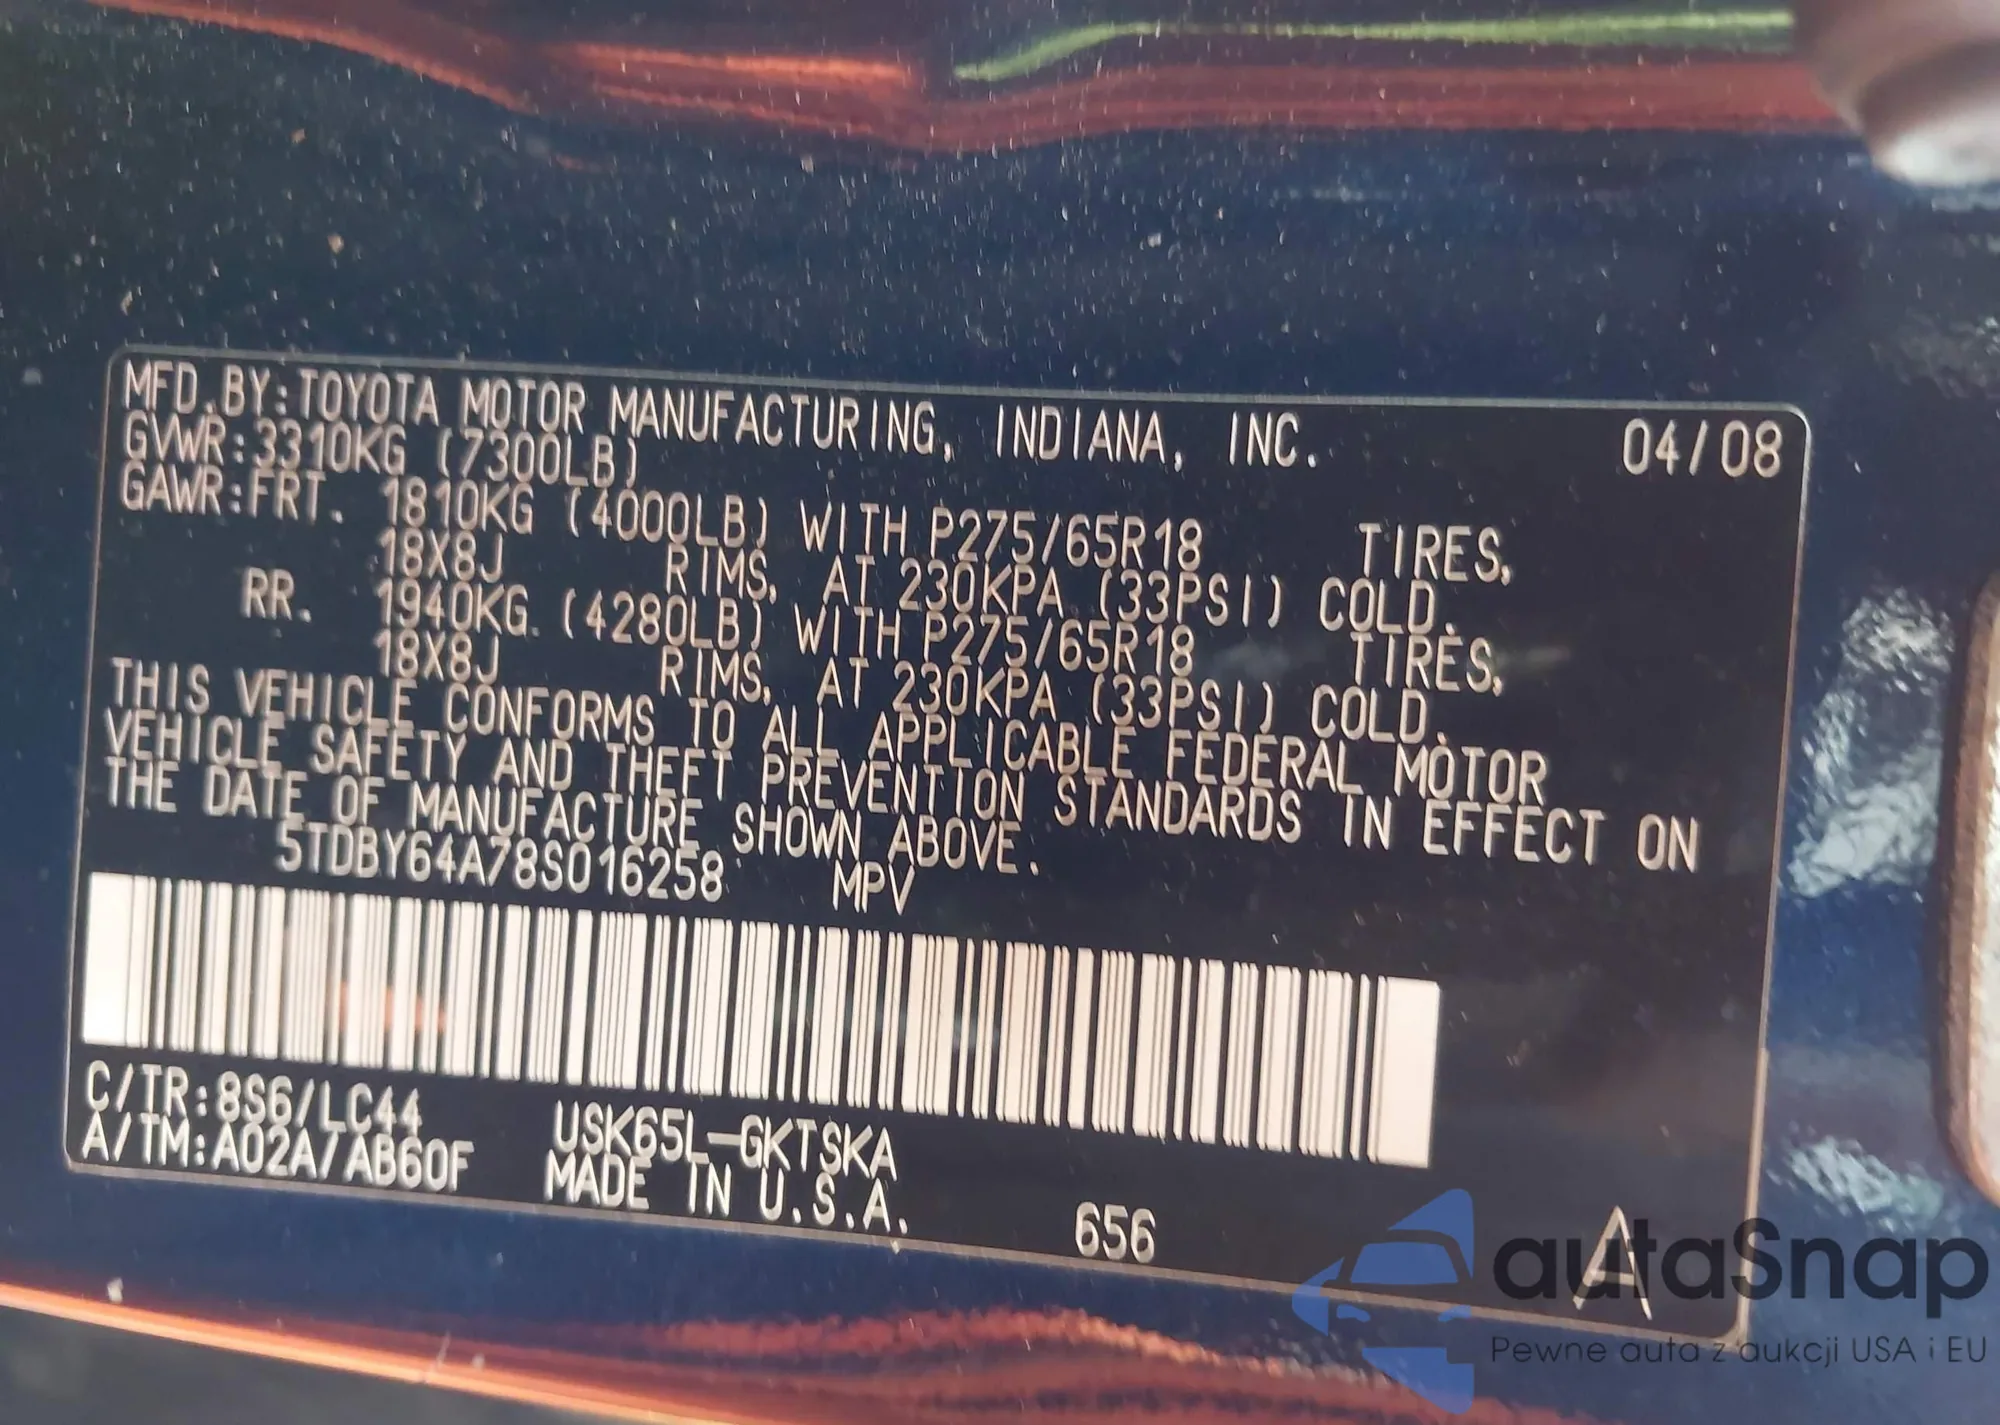 MFD.BY:TOYOTA MOTOR MANUFACTURING, INDIANA, INC. 04/08
GVWR:3310KG (7300LB)
GAWR:FRT. 1810KG (4000LB) WITH P275/65R18 TIRES,
18X8J RIMS, AT 230KPA (33PSI) COLD.
RR. 1940KG (4280LB) WITH P275/65R18 TIRES,
18X8J RIMS, AT 230KPA (33PSI) COLD.
THIS VEHICLE CONFORMS TO ALL APPLICABLE FEDERAL MOTOR
VEHICLE SAFETY AND THEFT PREVENTION STANDARDS IN EFFECT ON
THE DATE OF MANUFACTURE SHOWN ABOVE.
5TDBY64A78S016258 MPV
C/TR:8S6/LC44 USK65L-GKTSKA
A/TM:A02A/AB60F MADE IN U.S.A. 656 A
autaSnap
Pewne auta z aukcji USA i EU